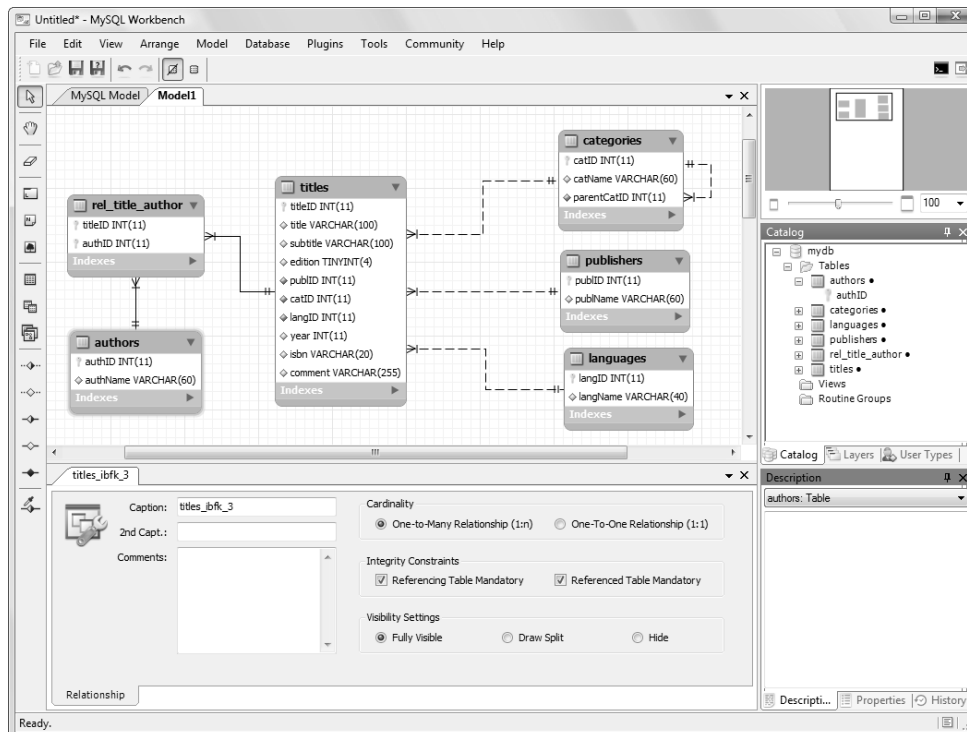 Untitled* - MySQL Workbench
File Edit View Arrange Model Database Plugins Tools Community Help
MySQL Model Model1
categories
catID INT(11)
catName VARCHAR(60)
parentCatID INT(11)
Indexes
titles
titleID INT(11)
title VARCHAR(100)
subtitle VARCHAR(100)
edition TINYINT(4)
publID INT(11)
catID INT(11)
langID INT(11)
year INT(11)
isbn VARCHAR(20)
comment VARCHAR(255)
Indexes
rel_title_author
titleID INT(11)
authID INT(11)
Indexes
publishers
publID INT(11)
publName VARCHAR(60)
Indexes
authors
authID INT(11)
authName VARCHAR(60)
Indexes
languages
langID INT(11)
langName VARCHAR(40)
Indexes
100
Catalog
mydb
Tables
authors
authID
categories
languages
publishers
rel_title_author
titles
Views
Routine Groups
Catalog Layers User Types
titles_ibfk_3
Caption: titles_ibfk_3
2nd Capt.:
Comments:
Cardinality
One-to-Many Relationship (1:n) One-To-One Relationship (1:1)
Integrity Constraints
Referencing Table Mandatory Referenced Table Mandatory
Visibility Settings
Fully Visible Draw Split Hide
Relationship
Description
authors: Table
Descripti... Properties History
Ready.